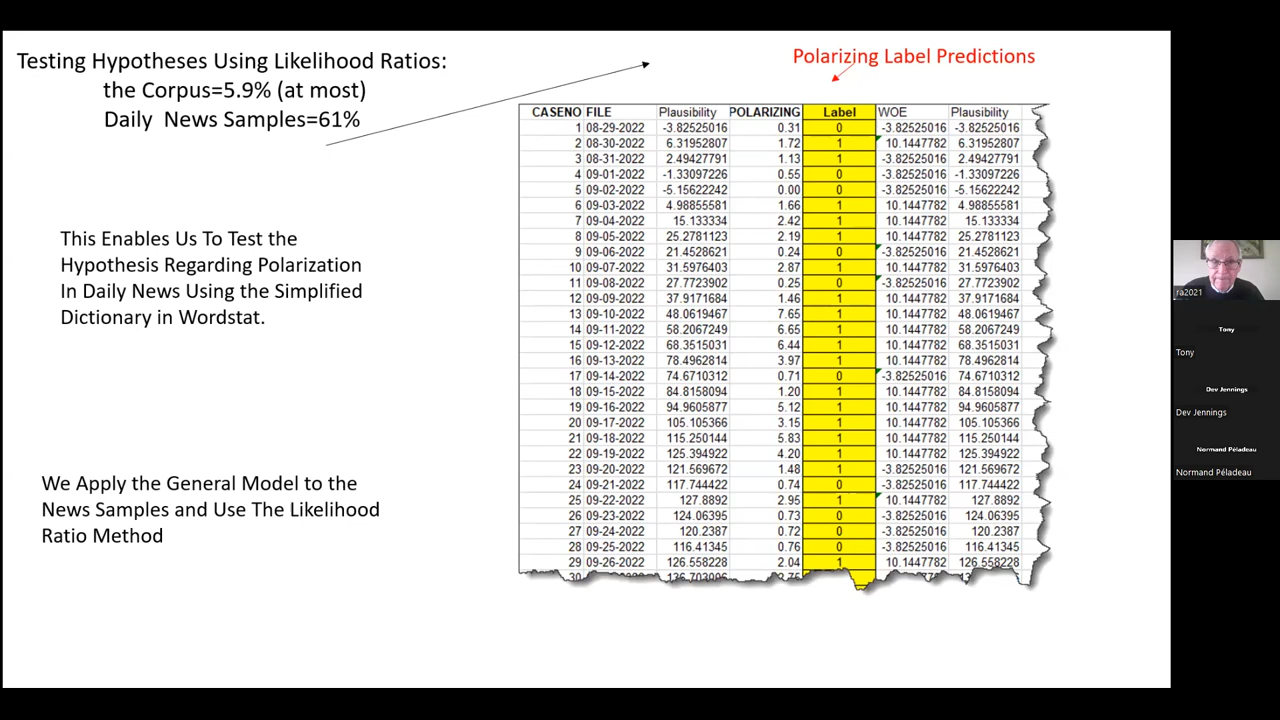 Testing Hypotheses Using Likelihood Ratios:
the Corpus=5.9% (at most)
Daily News Samples=61%
Polarizing Label Predictions
This Enables Us To Test the
Hypothesis Regarding Polarization
In Daily News Using the Simplified
Dictionary in Wordstat.
We Apply the General Model to the
News Samples and Use The Likelihood
Ratio Method
CASENO FILE Plausibility POLARIZING Label WOE Plausibility
1 08-29-2022 -3.82525016 0.31 0 -3.82525016 -3.82525016
2 08-30-2022 6.31952807 1.72 1 10.1447782 6.31952807
3 08-31-2022 2.49427791 1.13 1 -3.82525016 2.49427791
4 09-01-2022 -1.33097226 0.55 0 -3.82525016 -1.33097226
5 09-02-2022 -5.15622242 0.00 0 -3.82525016 -5.15622242
6 09-03-2022 4.98855581 1.66 1 10.1447782 4.98855581
7 09-04-2022 15.133334 2.42 1 10.1447782 15.133334
8 09-05-2022 25.2781123 2.19 1 10.1447782 25.2781123
9 09-06-2022 21.4528621 0.24 0 -3.82525016 21.4528621
10 09-07-2022 31.5976403 2.87 1 10.1447782 31.5976403
11 09-08-2022 27.7723902 0.25 0 -3.82525016 27.7723902
12 09-09-2022 37.9171684 1.46 1 10.1447782 37.9171684
13 09-10-2022 48.0619467 7.65 1 10.1447782 48.0619467
14 09-11-2022 58.2067249 6.65 1 10.1447782 58.2067249
15 09-12-2022 68.3515031 6.44 1 10.1447782 68.3515031
16 09-13-2022 78.4962814 3.97 1 10.1447782 78.4962814
17 09-14-2022 74.6710312 0.71 0 -3.82525016 74.6710312
18 09-15-2022 84.8158094 1.20 1 10.1447782 84.8158094
19 09-16-2022 94.9605877 5.12 1 10.1447782 94.9605877
20 09-17-2022 105.105366 3.15 1 10.1447782 105.105366
21 09-18-2022 115.250144 5.83 1 10.1447782 115.250144
22 09-19-2022 125.394922 4.20 1 10.1447782 125.394922
23 09-20-2022 121.569672 1.48 1 -3.82525016 121.569672
24 09-21-2022 117.744422 0.74 0 -3.82525016 117.744422
25 09-22-2022 127.8892 2.95 1 10.1447782 127.8892
26 09-23-2022 124.06395 0.73 0 -3.82525016 124.06395
27 09-24-2022 120.2387 0.72 0 -3.82525016 120.2387
28 09-25-2022 116.41345 0.76 0 -3.82525016 116.41345
29 09-26-2022 126.558228 2.04 1 10.1447782 126.558228
ra2021
Tony
Tony
Dev Jennings
Dev Jennings
Normand Péladeau
Normand Péladeau